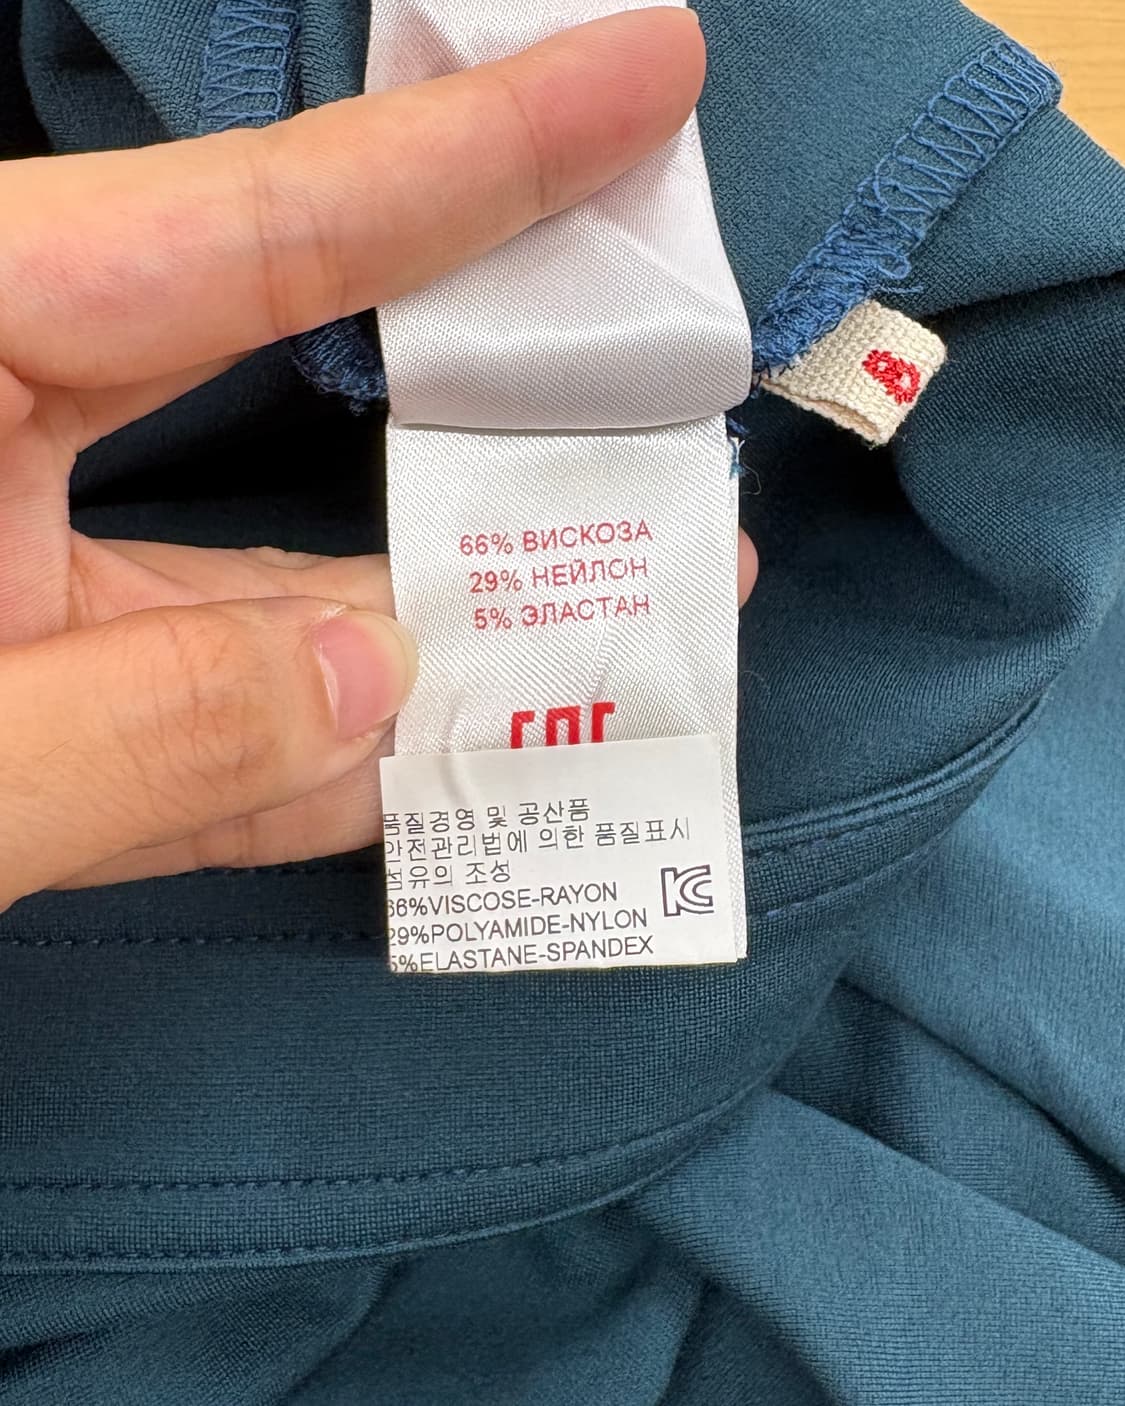 66% ВИСКОЗА
29% НЕЙЛОН
5% ЭЛАСТАН
품질경영 및 공산품
안전관리법에 의한 품질표시
섬유의 조성
66%VISCOSE-RAYON
29%POLYAMIDE-NYLON
5%ELASTANE-SPANDEX